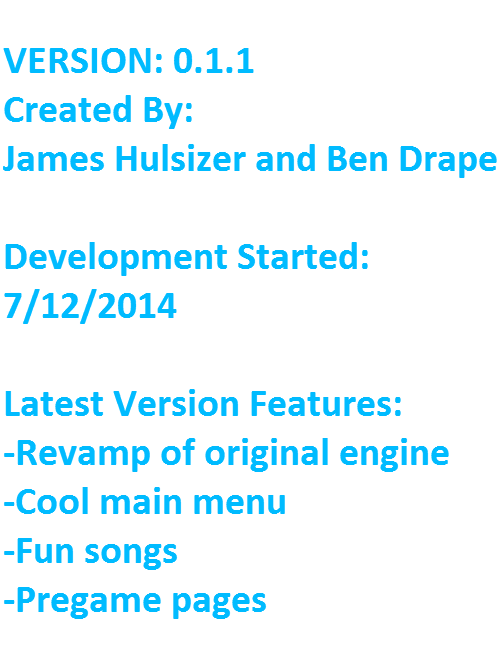 VERSION: 0.1.1
Created By:
James Hulsizer and Ben Drape
Development Started:
7/12/2014
Latest Version Features:
-Revamp of original engine
-Cool main menu
-Fun songs
-Pregame pages